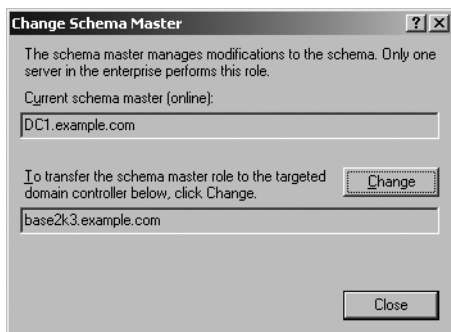 Change Schema Master
The schema master manages modifications to the schema. Only one
server in the enterprise performs this role.
Current schema master (online):
DC1.example.com
To transfer the schema master role to the targeted
domain controller below, click Change.
Change
base2k3.example.com
Close